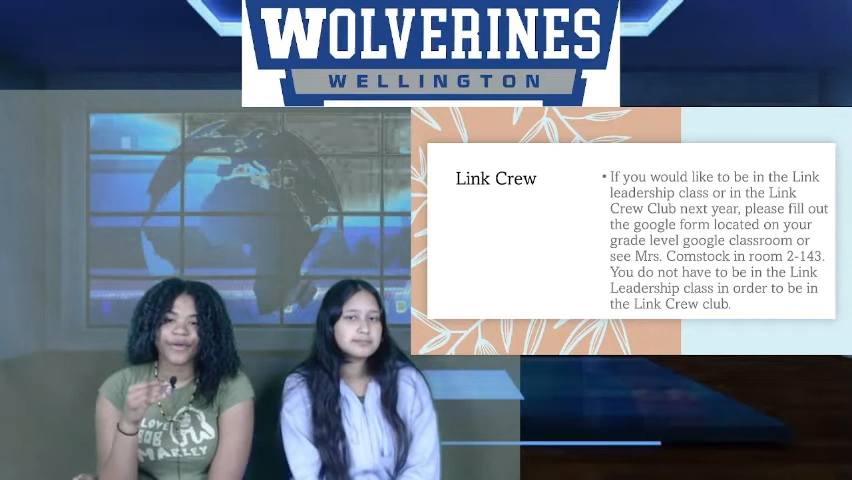 WOLVERINES
WELLINGTON
Link Crew
• If you would like to be in the Link
leadership class or in the Link
Crew Club next year, please fill out
the google form located on your
grade level google classroom or
see Mrs. Comstock in room 2-143.
You do not have to be in the Link
Leadership class in order to be in
the Link Crew club.
LOVE
BOB
MARLEY